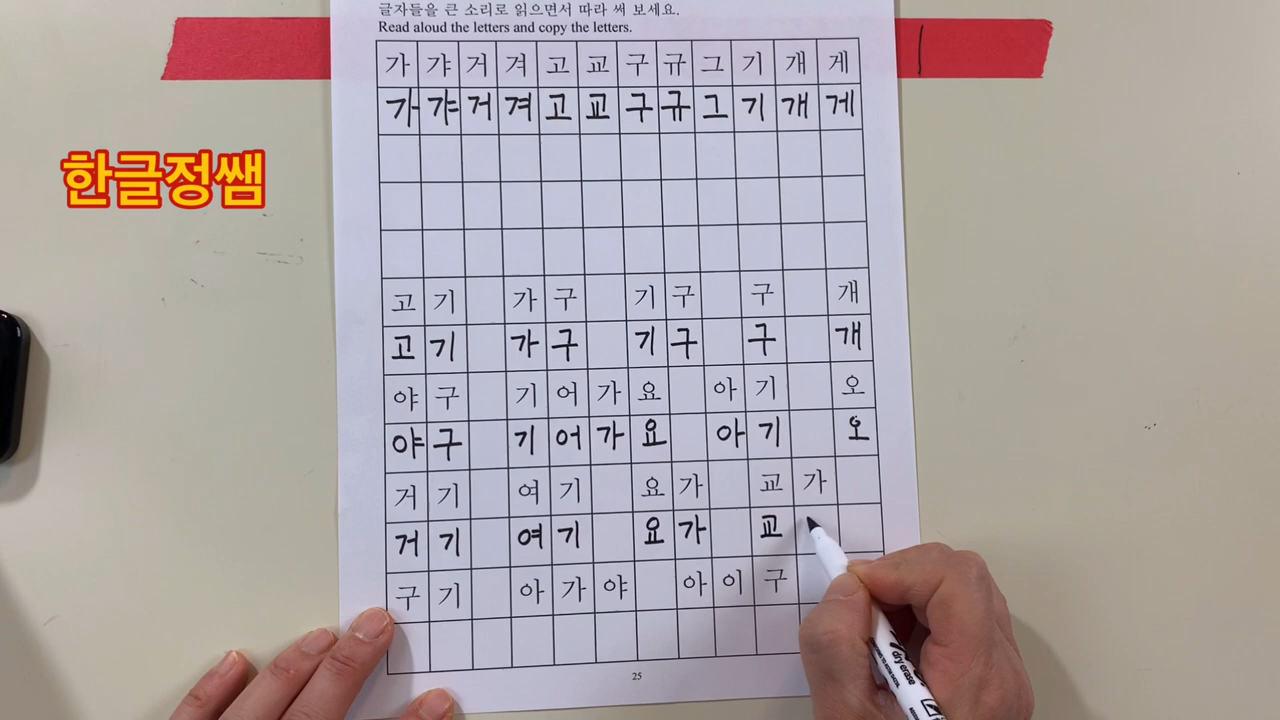 글자들을 큰 소리로 읽으면서 따라 써 보세요.
Read aloud the letters and copy the letters.
가 갸 거 겨 고 교 구 규 그 기 개 게
가 갸 거 겨 고 교 구 규 그 기 개 게
한글정쌤
고 기 가 구 기 구 구 개
고 기 가 구 기 구 구 개
야 구 기 어 가 요 아 기 오
야 구 기 어 가 요 아 기 오
거 기 여 기 요 가 교 가
거 기 여 기 요 가 교
구 기 아 가 야 아 이 구
25
dry erase